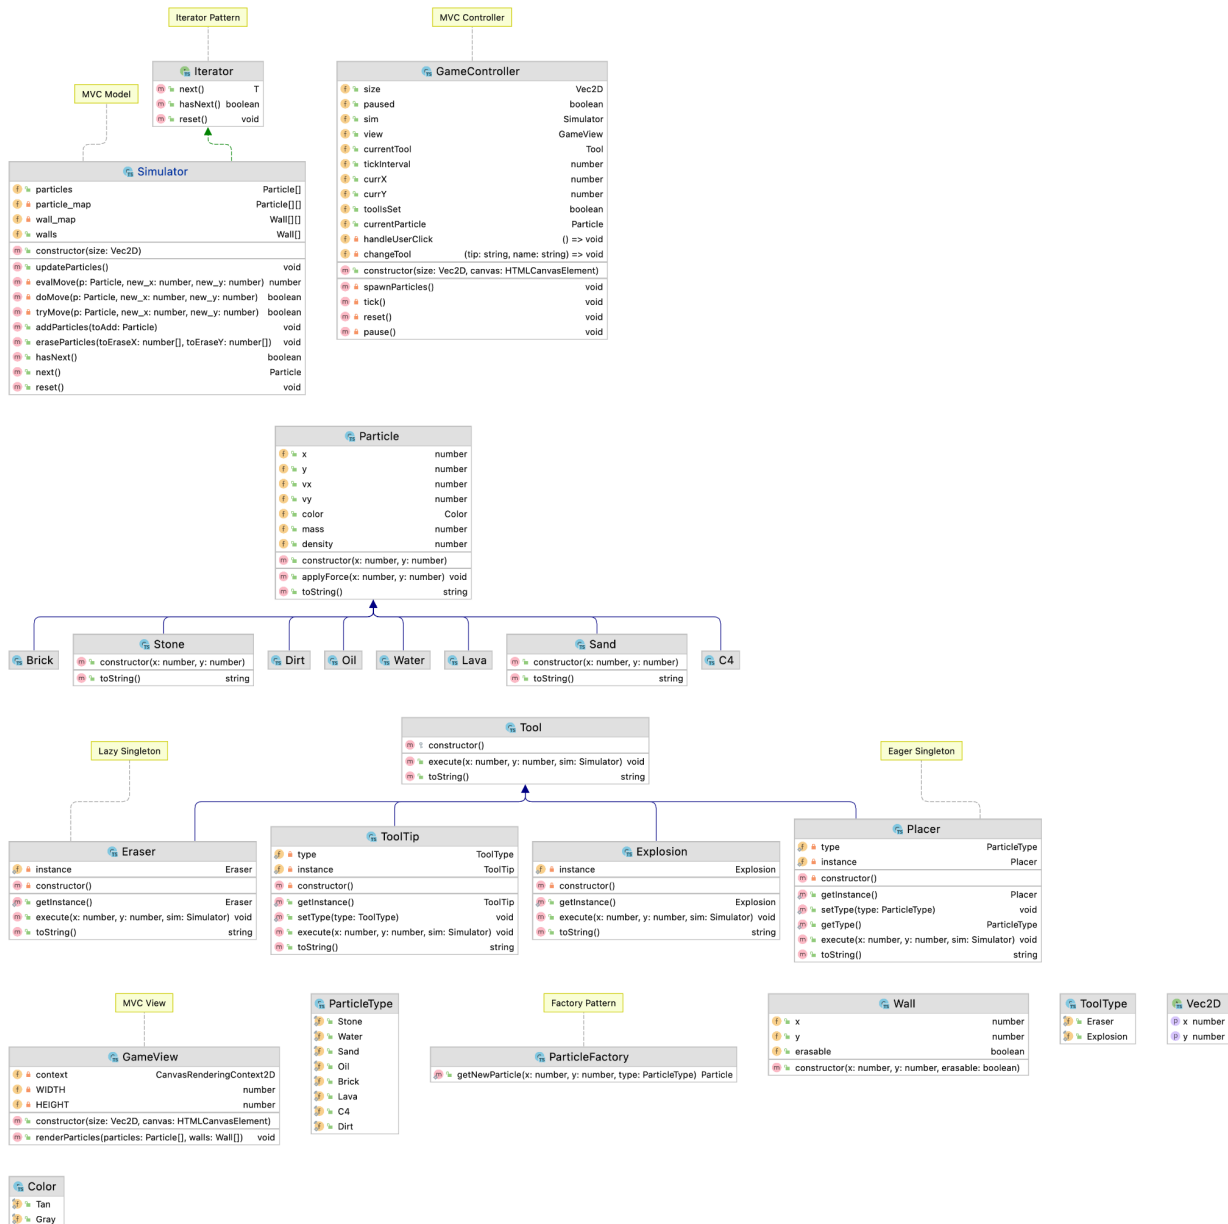 Iterator Pattern
MVC Controller
Iterator
next() T
hasNext() boolean
reset() void
MVC Model
GameController
size Vec2D
paused boolean
sim Simulator
view GameView
currentTool Tool
tickInterval number
currX number
currY number
toolIsSet boolean
currentParticle Particle
handleUserClick () => void
changeTool (tip: string, name: string) => void
constructor(size: Vec2D, canvas: HTMLCanvasElement)
spawnParticles() void
tick() void
reset() void
pause() void
Simulator
particles Particle[]
particle_map Particle[][]
wall_map Wall[][]
walls Wall[]
constructor(size: Vec2D)
updateParticles() void
evalMove(p: Particle, new_x: number, new_y: number) number
doMove(p: Particle, new_x: number, new_y: number) boolean
tryMove(p: Particle, new_x: number, new_y: number) boolean
addParticles(toAdd: Particle) void
eraseParticles(toEraseX: number[], toEraseY: number[]) void
hasNext() boolean
next() Particle
reset() void
Particle
x number
y number
vx number
vy number
color Color
mass number
density number
constructor(x: number, y: number)
applyForce(x: number, y: number) void
toString() string
Brick
Stone
constructor(x: number, y: number)
toString() string
Dirt
Oil
Water
Lava
Sand
constructor(x: number, y: number)
toString() string
C4
Tool
constructor()
execute(x: number, y: number, sim: Simulator) void
toString() string
Lazy Singleton
Eager Singleton
Eraser
instance Eraser
constructor()
getInstance() Eraser
execute(x: number, y: number, sim: Simulator) void
toString() string
ToolTip
type ToolType
instance ToolTip
constructor()
getInstance() ToolTip
setType(type: ToolType) void
execute(x: number, y: number, sim: Simulator) void
toString() string
Explosion
instance Explosion
constructor()
getInstance() Explosion
execute(x: number, y: number, sim: Simulator) void
toString() string
Placer
type ParticleType
instance Placer
constructor()
getInstance() Placer
setType(type: ParticleType) void
getType() ParticleType
execute(x: number, y: number, sim: Simulator) void
toString() string
MVC View
GameView
context CanvasRenderingContext2D
WIDTH number
HEIGHT number
constructor(size: Vec2D, canvas: HTMLCanvasElement)
renderParticles(particles: Particle[], walls: Wall[]) void
ParticleType
Stone
Water
Sand
Oil
Brick
Lava
C4
Dirt
Factory Pattern
ParticleFactory
getNewParticle(x: number, y: number, type: ParticleType) Particle
Wall
x number
y number
erasable boolean
constructor(x: number, y: number, erasable: boolean)
ToolType
Eraser
Explosion
Vec2D
x number
y number
Color
Tan
Gray